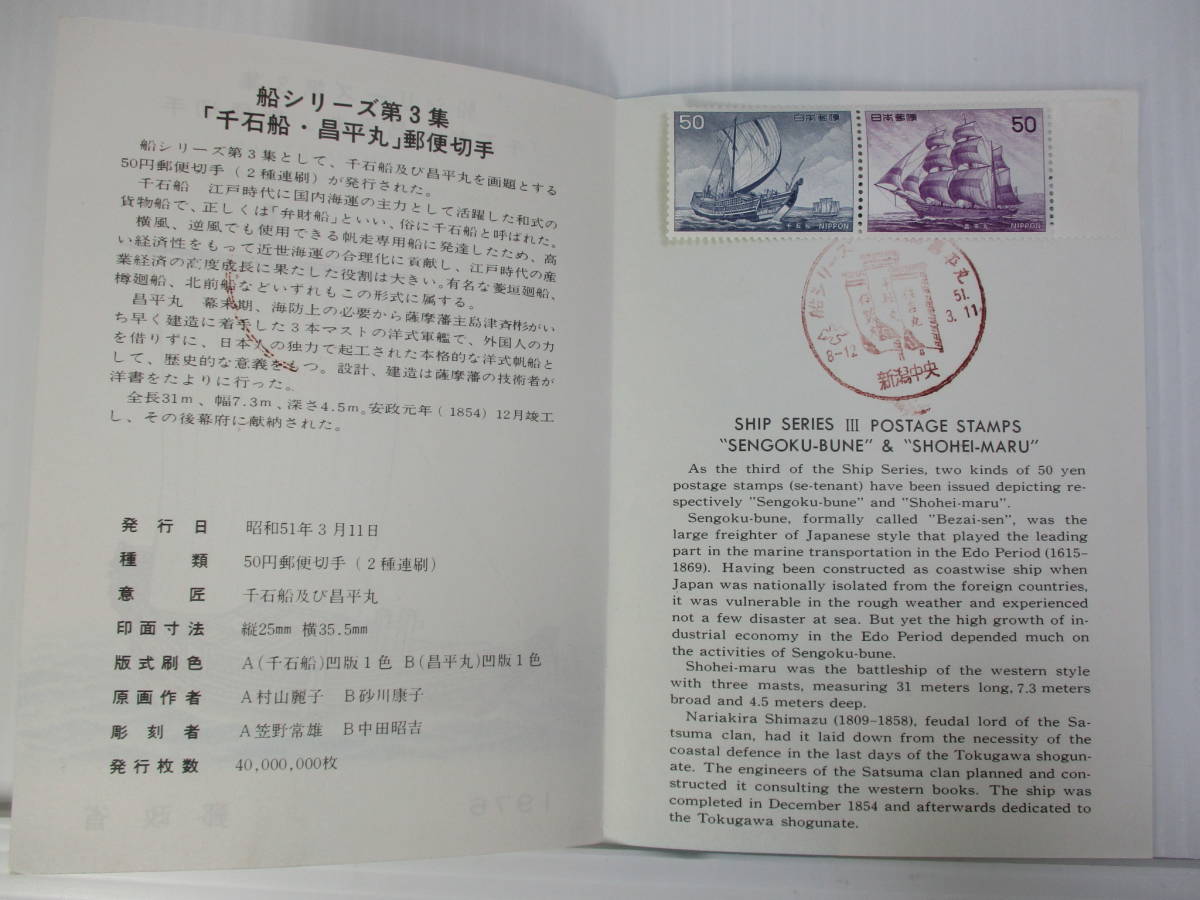 船シリーズ第3集
「千石船・昌平丸」郵便切手
船シリーズ第3集として、千石船及び昌平丸を画題とする
50円郵便切手(2種連刷)が発行された。
千石船 江戸時代に国内海運の主力として活躍した和式の
貨物船で、正しくは「弁財船」といい、俗に千石船と呼ばれた。
横風、逆風でも使用できる帆走専用船に発達したため、高
い経済性をもって近世海運の合理化に貢献し、江戸時代の産
業経済の高度成長に果たした役割は大きい。有名な菱垣廻船、
樽廻船、北前船などいずれもこの形式に属する。
昌平丸 幕末期、海防上の必要から薩摩藩主島津斉彬がい
ち早く建造に着手した3本マストの洋式軍艦で、外国人の力
を借りずに、日本人の独力で起工された本格的な洋式帆船と
して、歴史的な意義をもつ。設計、建造は薩摩藩の技術者が
洋書をたよりに行った。
全長31m、幅7.3m、深さ4.5m。安政元年(1854)12月竣工
し、その後幕府に献納された。
発行日 昭和51年3月11日
種類 50円郵便切手(2種連刷)
意匠 千石船及び昌平丸
印面寸法 縦25mm 横35.5mm
版式刷色 A(千石船)凹版1色 B(昌平丸)凹版1色
原画作者 A村山麗子 B砂川康子
彫刻者 A笠野常雄 B中田昭吉
発行枚数 40,000,000枚
1976
郵政省
50 日本郵便
千石船 NIPPON
日本郵便 50
昌平丸 NIPPON
船シリーズ
昌平丸
51.
3.11
8-12
新潟中央
SHIP SERIES III POSTAGE STAMPS
"SENGOKU-BUNE" & "SHOHEI-MARU"
As the third of the Ship Series, two kinds of 50 yen
postage stamps (se-tenant) have been issued depicting re-
spectively "Sengoku-bune" and "Shohei-maru".
Sengoku-bune, formally called "Bezai-sen", was the
large freighter of Japanese style that played the leading
part in the marine transportation in the Edo Period (1615-
1869). Having been constructed as coastwise ship when
Japan was nationally isolated from the foreign countries,
it was vulnerable in the rough weather and experienced
not a few disaster at sea. But yet the high growth of in-
dustrial economy in the Edo Period depended much on
the activities of Sengoku-bune.
Shohei-maru was the battleship of the western style
with three masts, measuring 31 meters long, 7.3 meters
broad and 4.5 meters deep.
Nariakira Shimazu (1809-1858), feudal lord of the Sa-
tsuma clan, had it laid down from the necessity of the
coastal defence in the last days of the Tokugawa shogun-
ate. The engineers of the Satsuma clan planned and con-
structed it consulting the western books. The ship was
completed in December 1854 and afterwards dedicated to
the Tokugawa shogunate.